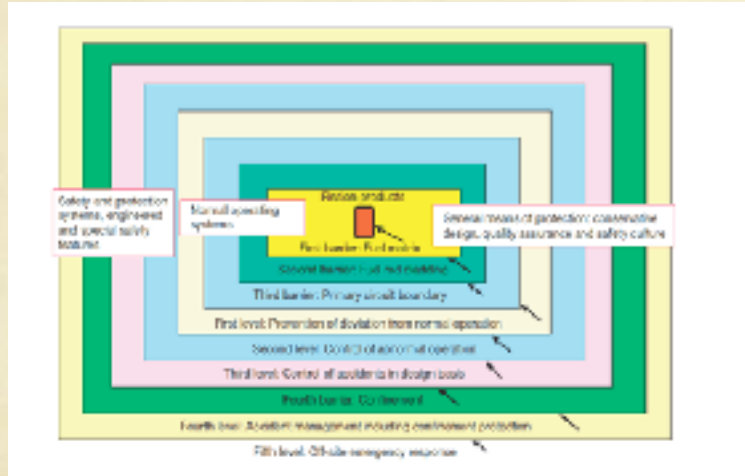 Fission products
Safety and protection
systems, engineered
and special safety
features
Normal operating
systems
General means of protection: conservative
design, quality assurance and safety culture
First barrier: Fuel matrix
Second barrier: Fuel rod cladding
Third barrier: Primary circuit boundary
First level: Prevention of deviation from normal operation
Second level: Control of abnormal operation
Third level: Control of accidents in design basis
Fourth barrier: Confinement
Fourth level: Accident management including confinement protection
Fifth level: Off-site emergency response